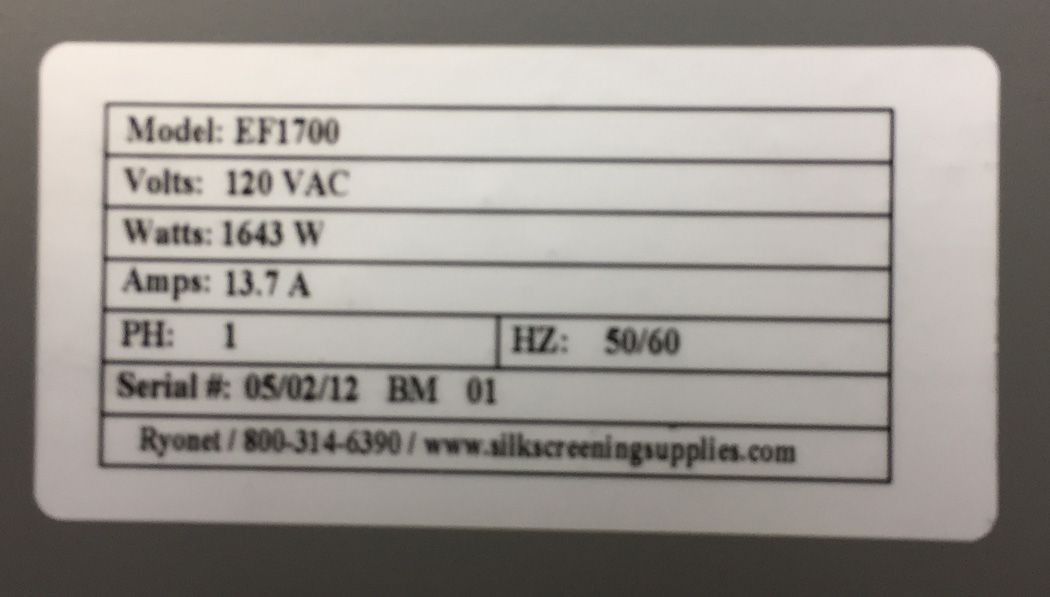 Model: EF1700
Volts: 120 VAC
Watts: 1643 W
Amps: 13.7 A
PH: 1 HZ: 50/60
Serial #: 05/02/12 BM 01
Ryonet / 800-314-6390 / www.silkscreeningsupplies.com